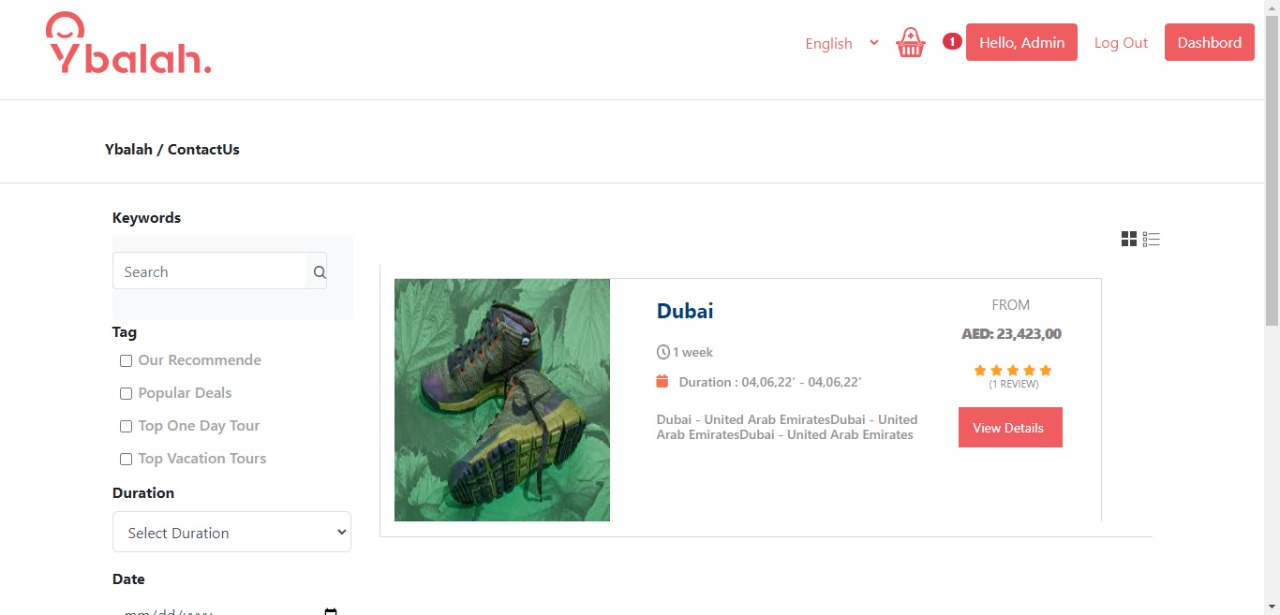 Ybalah.
English
1
Hello, Admin
Log Out
Dashbord
Ybalah / ContactUs
Keywords
Search
Tag
Our Recommende
Popular Deals
Top One Day Tour
Top Vacation Tours
Duration
Select Duration
Date
mm/dd/yyyy
Dubai
1 week
Duration : 04,06,22´ - 04,06,22´
Dubai - United Arab EmiratesDubai - United
Arab EmiratesDubai - United Arab Emirates
FROM
AED: 23,423,00
(1 REVIEW)
View Details